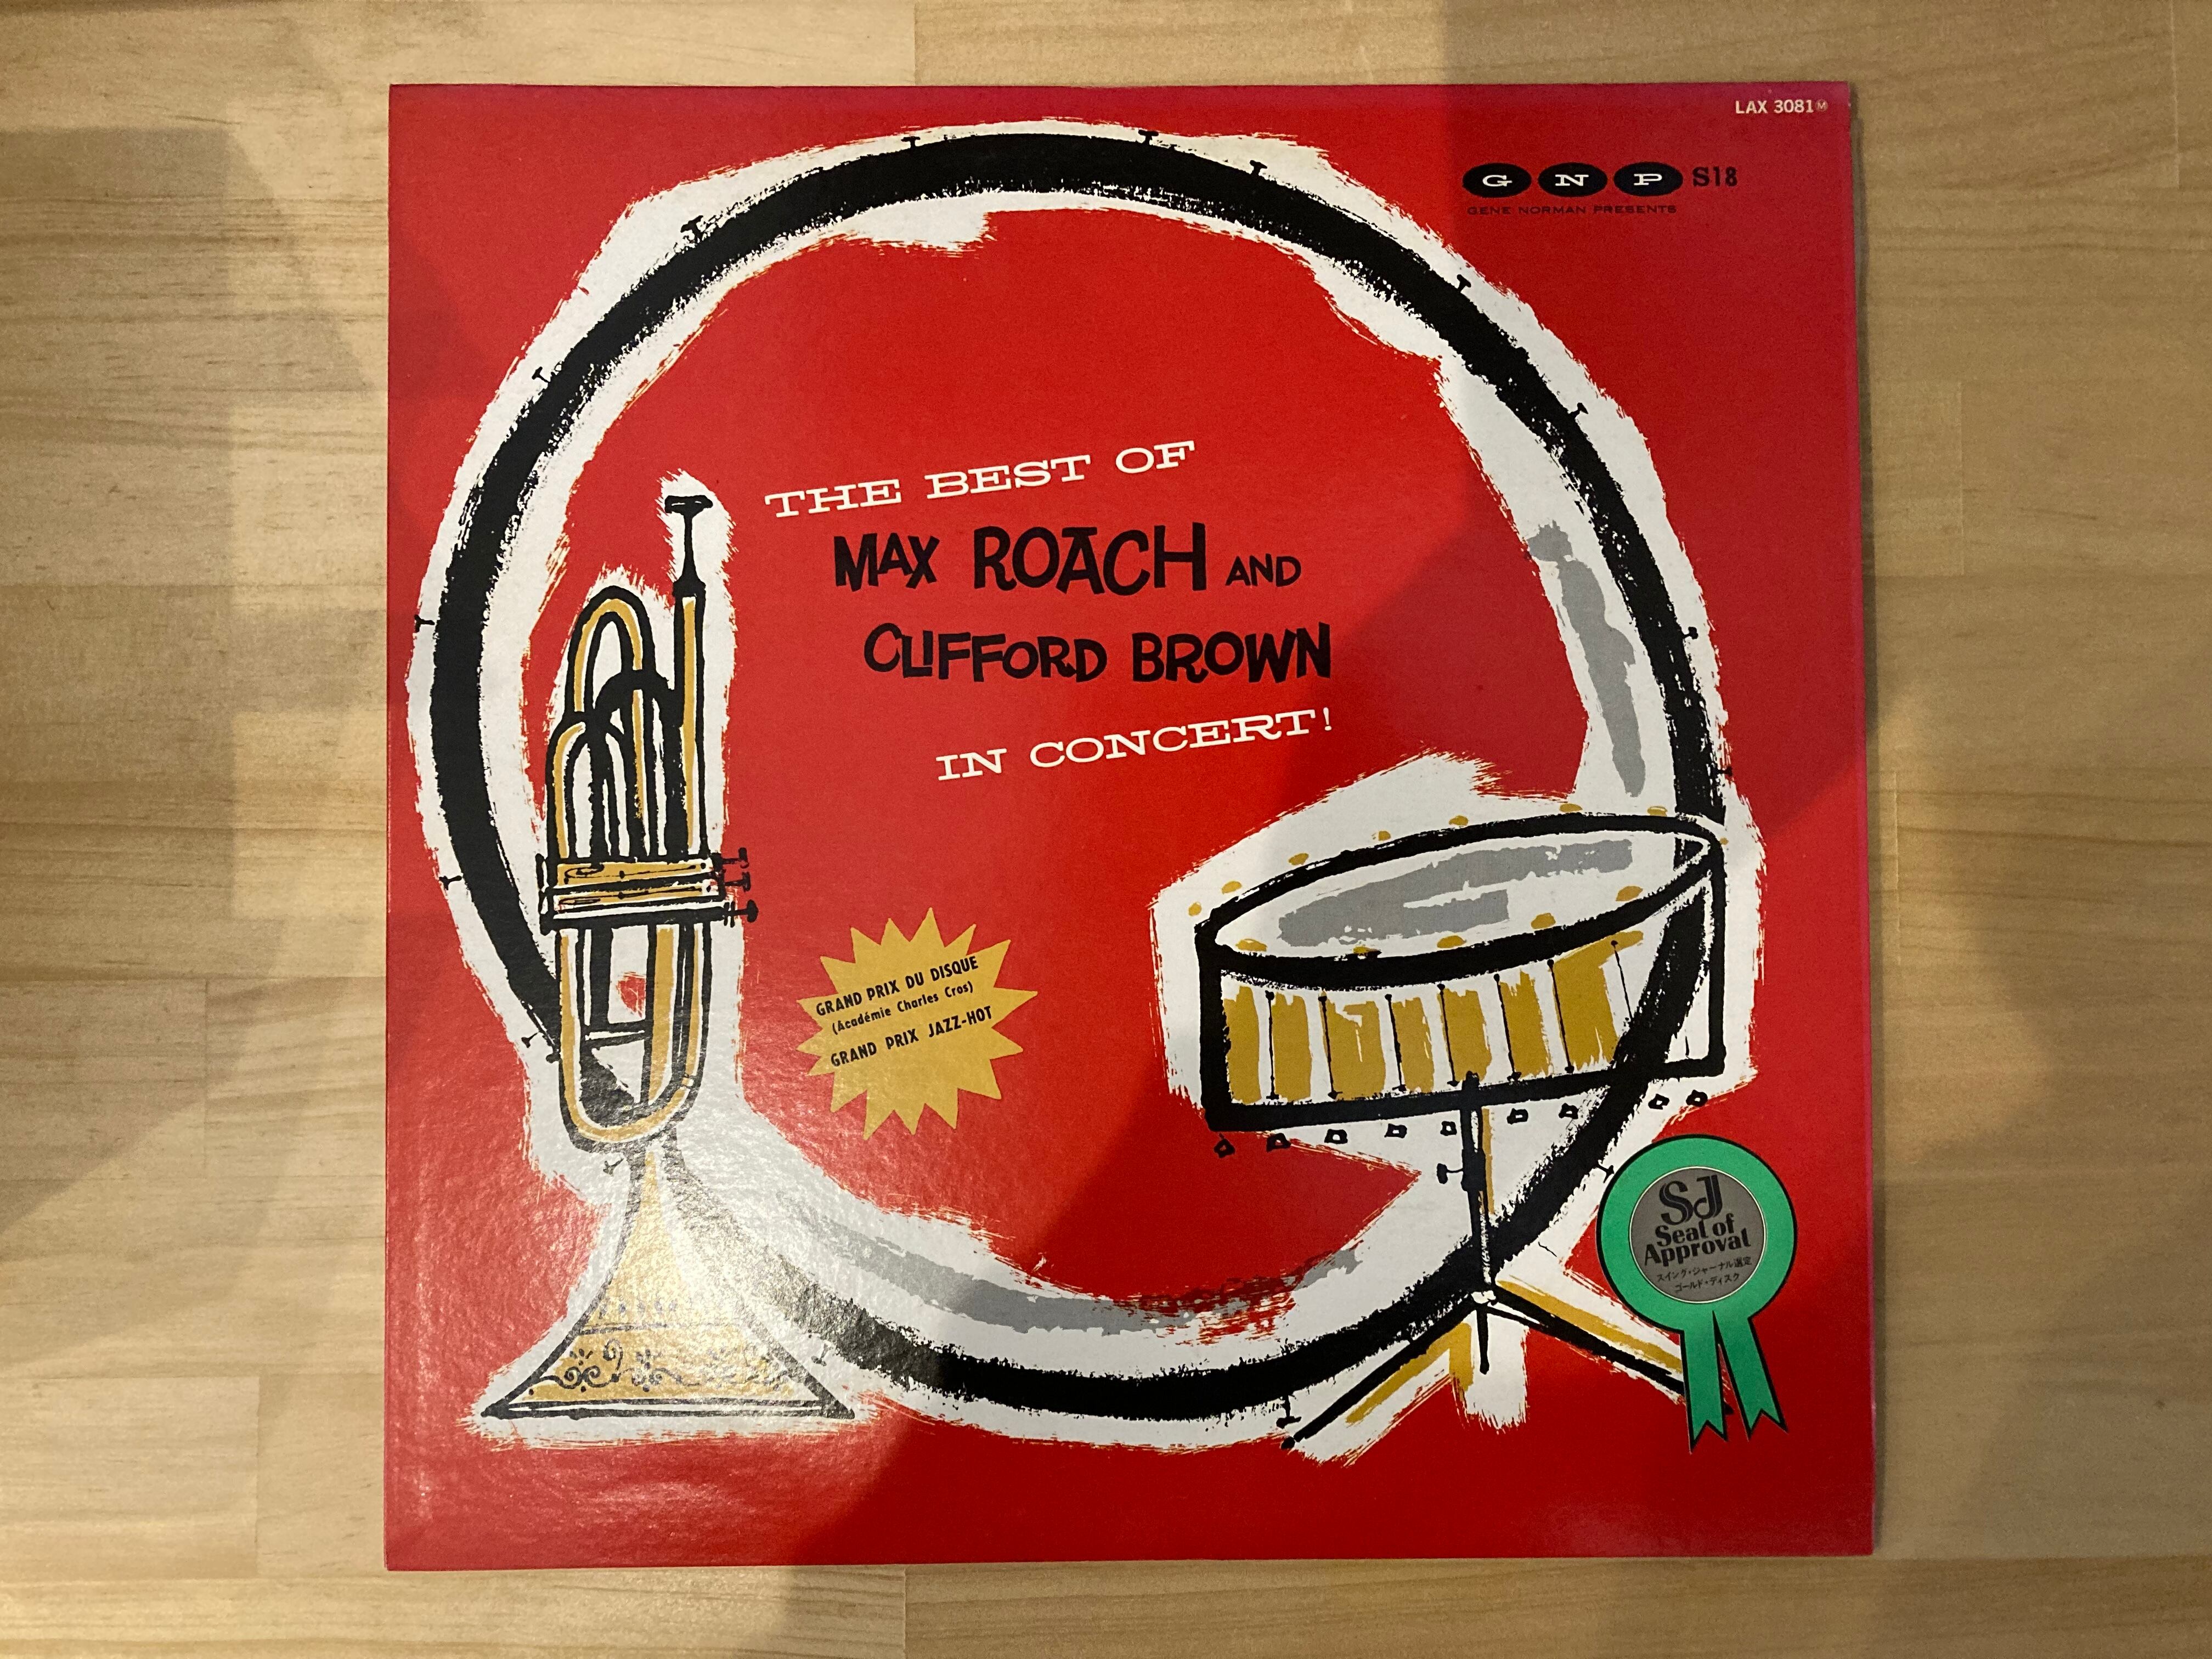 LAX 3081Ⓜ
G N P S18
GENE NORMAN PRESENTS
THE BEST OF
MAX ROACH AND
CLIFFORD BROWN
IN CONCERT!
GRAND PRIX DU DISQUE
(Académie Charles Cros)
GRAND PRIX JAZZ-HOT
SJ
Seal of
Approval
スイング・ジャーナル選定
ゴールド・ディスク